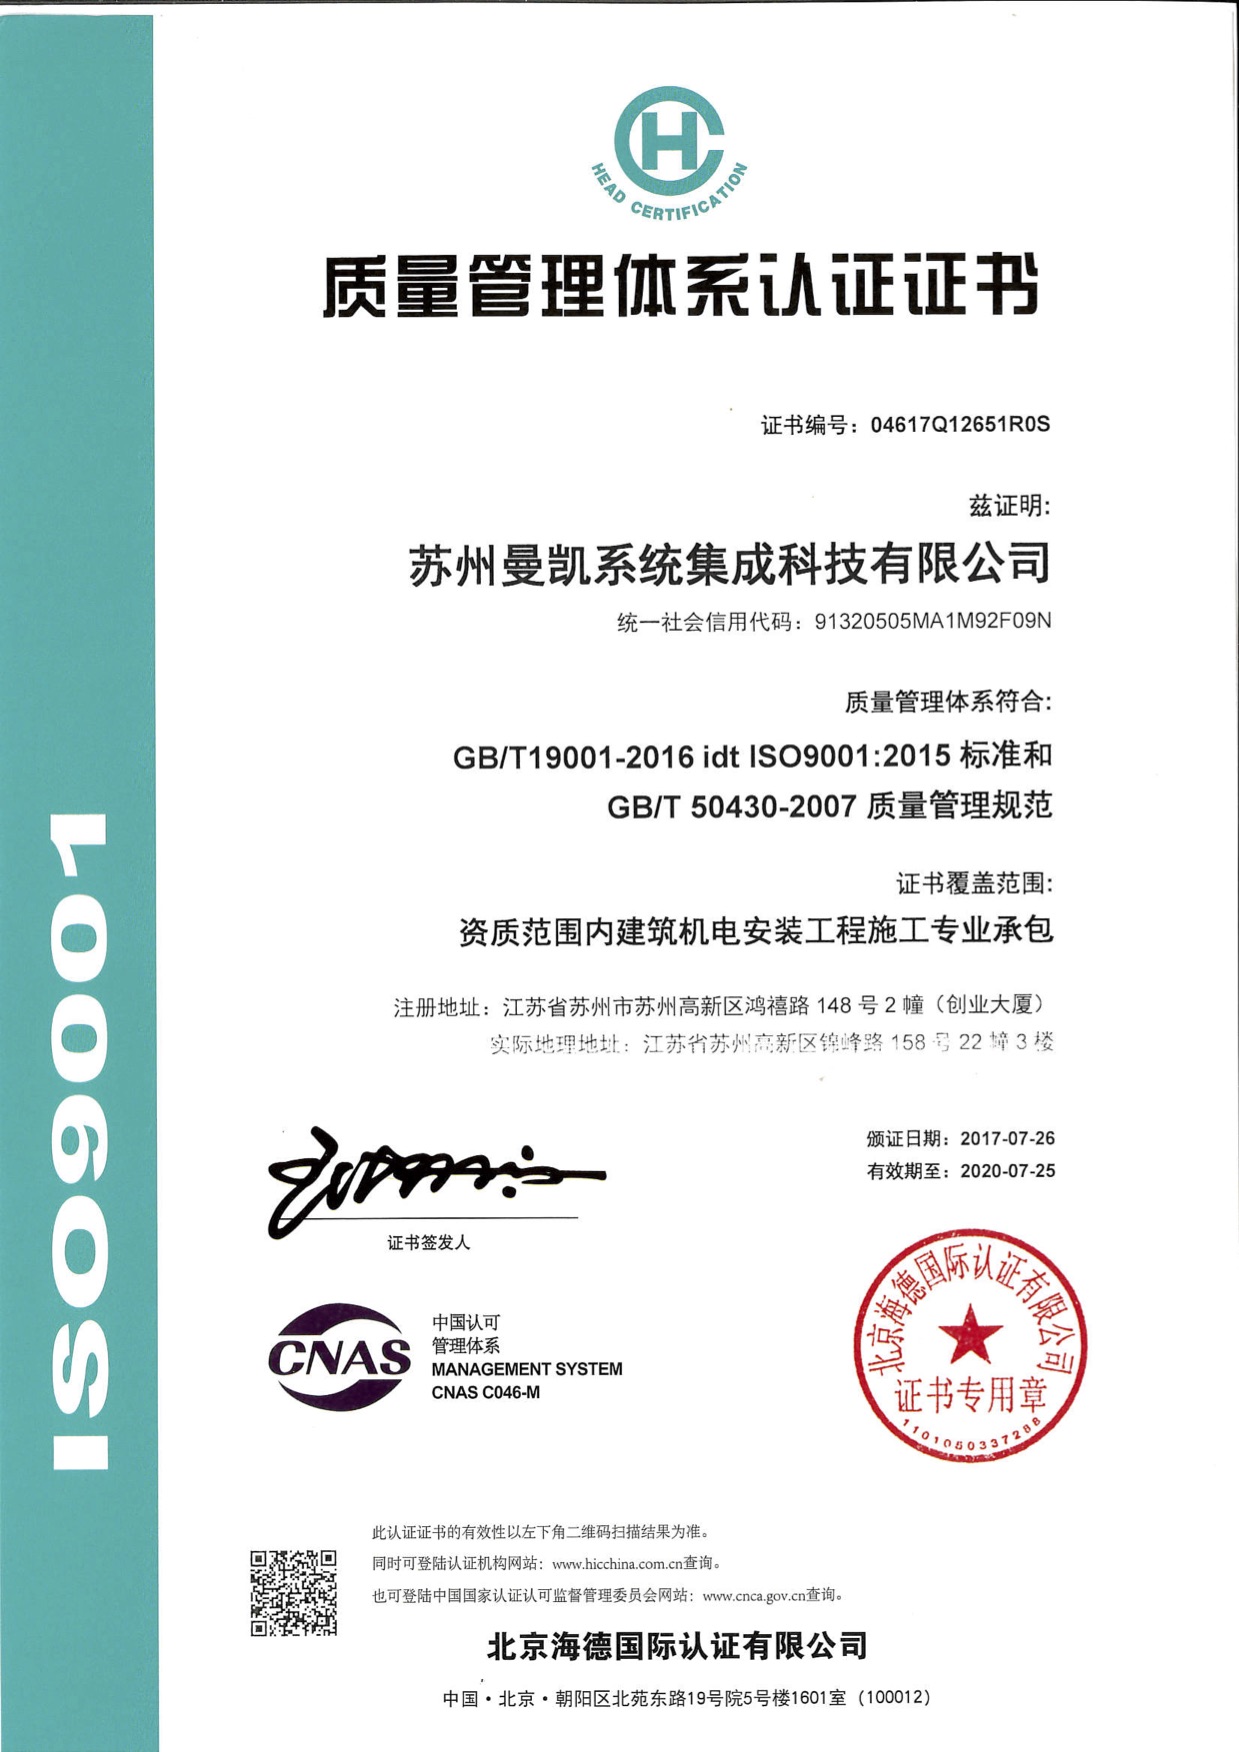 HC
HEAD CERTIFICATION
质量管理体系认证证书
证书编号：04617Q12651R0S
兹证明:
苏州曼凯系统集成科技有限公司
统一社会信用代码：91320505MA1M92F09N
质量管理体系符合:
GB/T19001-2016 idt ISO9001:2015 标准和
GB/T 50430-2007 质量管理规范
证书覆盖范围:
资质范围内建筑机电安装工程施工专业承包
注册地址：江苏省苏州市苏州高新区鸿禧路 148 号 2 幢（创业大厦）
实际地理地址：江苏省苏州高新区锦峰路 158 号 22 幢 3 楼
颁证日期：2017-07-26
有效期至：2020-07-25
证书签发人
CNAS
中国认可
管理体系
MANAGEMENT SYSTEM
CNAS C046-M
北京海德国际认证有限公司
证书专用章
1101050337288
此认证证书的有效性以左下角二维码扫描结果为准。
同时可登陆认证机构网站：www.hicchina.com.cn查询。
也可登陆中国国家认证认可监督管理委员会网站：www.cnca.gov.cn查询。
北京海德国际认证有限公司
中国·北京·朝阳区北苑东路19号院5号楼1601室（100012）
ISO9001